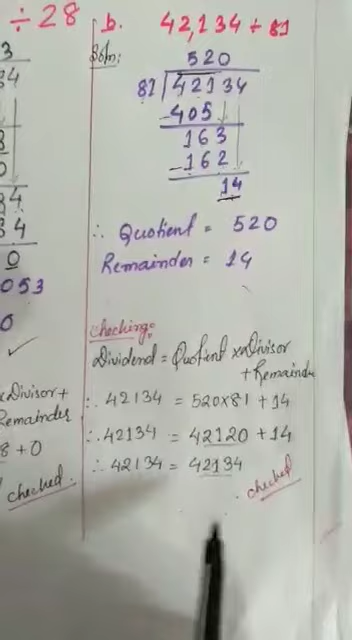 ÷ 28
3
34
0
34
34
0
053
0
Divisor +
Remainder
8 + 0
checked.
b. 42,134 ÷ 81
Soln:
520
81 42134
-405
163
-162
14
∴ Quotient = 520
Remainder = 14
Checking:
Dividend = Quotient × Divisor
+ Remainde
∴ 42134 = 520×81 + 14
∴ 42134 = 42120 + 14
∴ 42134 = 42134
checked